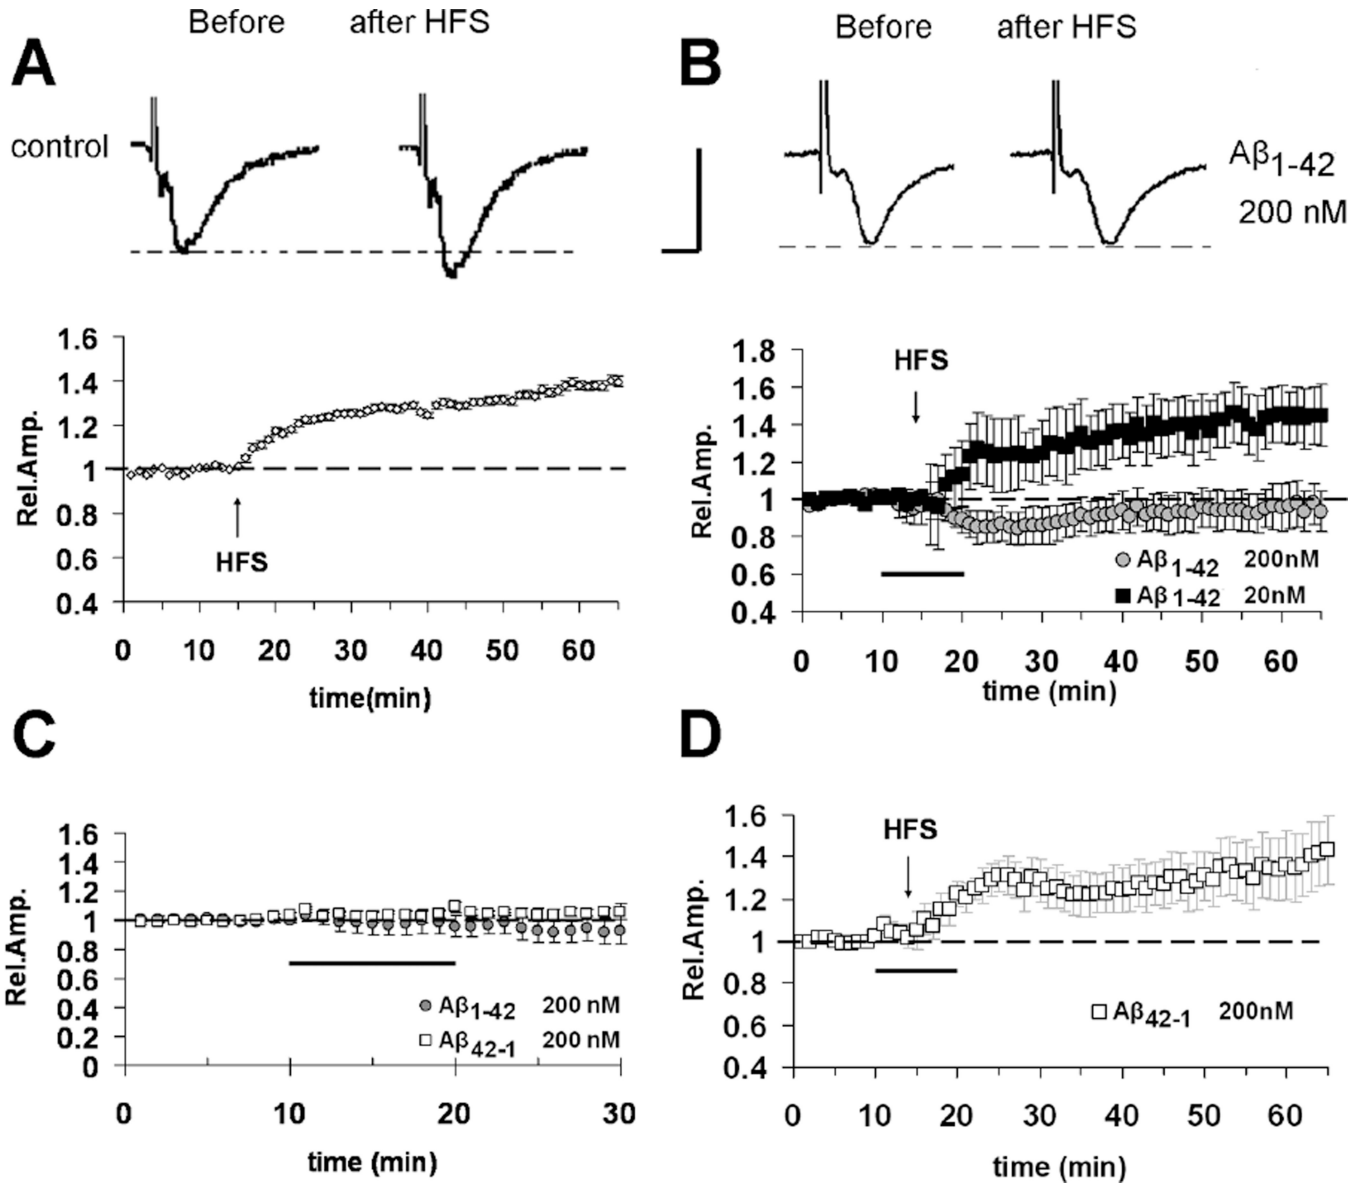 A
Before after HFS
control
1.6
1.4
1.2
1
0.8
0.6
0.4
Rel.Amp.
HFS
0 10 20 30 40 50 60
time(min)
B
Before after HFS
Aβ1-42
200 nM
1.8
1.6
1.4
1.2
1
0.8
0.6
0.4
Rel.Amp.
HFS
Aβ1-42 200nM
Aβ1-42 20nM
0 10 20 30 40 50 60
time (min)
C
1.6
1.4
1.2
1
0.8
0.6
0.4
0.2
0
Rel.Amp.
Aβ1-42 200 nM
Aβ42-1 200 nM
0 10 20 30
time (min)
D
1.6
1.4
1.2
1
0.8
0.6
0.4
Rel.Amp.
HFS
Aβ42-1 200nM
0 10 20 30 40 50 60
time (min)